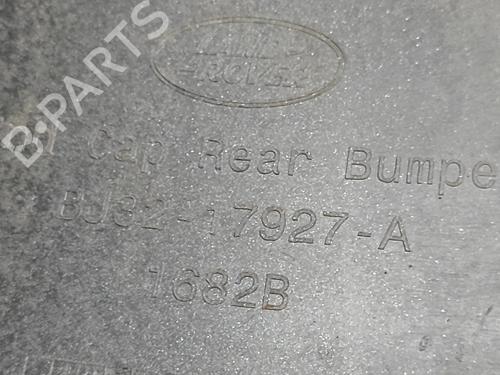 LAND
ROVER
Cap Rear Bumpe
BJ32-17927-A
1682B
B-PARTS